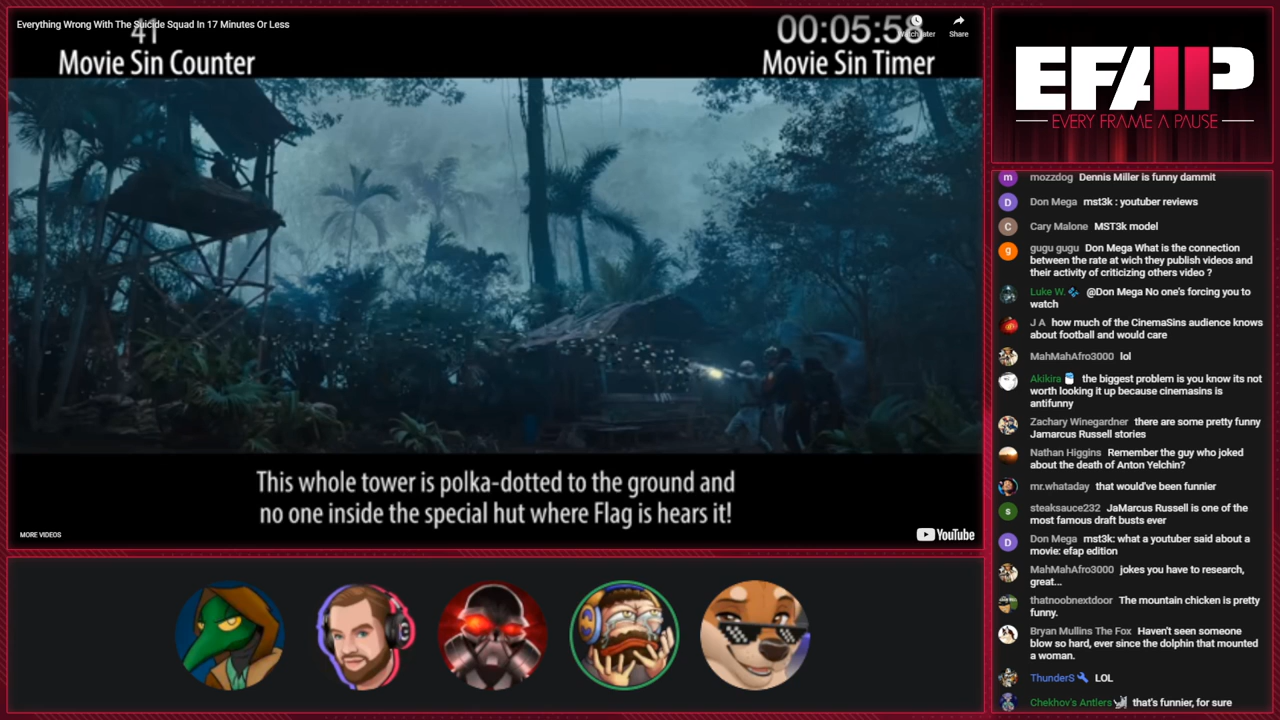 Everything Wrong With The Suicide Squad In 17 Minutes Or Less
41
Movie Sin Counter
00:05:58
Movie Sin Timer
Watch later
Share
This whole tower is polka-dotted to the ground and
no one inside the special hut where Flag is hears it!
MORE VIDEOS
YouTube
EFAP
EVERY FRAME A PAUSE
m
mozzdog Dennis Miller is funny dammit
D
Don Mega mst3k : youtuber reviews
C
Cary Malone MST3k model
g
gugu gugu Don Mega What is the connection
between the rate at wich they publish videos and
their activity of criticizing others video ?
Luke W. @Don Mega No one's forcing you to
watch
J A how much of the CinemaSins audience knows
about football and would care
MahMahAfro3000 lol
Akikira the biggest problem is you know its not
worth looking it up because cinemasins is
antifunny
Zachary Winegardner there are some pretty funny
Jamarcus Russell stories
Nathan Higgins Remember the guy who joked
about the death of Anton Yelchin?
mr.whataday that would've been funnier
s
steaksauce232 JaMarcus Russell is one of the
most famous draft busts ever
D
Don Mega mst3k: what a youtuber said about a
movie: efap edition
MahMahAfro3000 jokes you have to research,
great...
thatnoobnextdoor The mountain chicken is pretty
funny.
Bryan Mullins The Fox Haven't seen someone
blow so hard, ever since the dolphin that mounted
a woman.
ThunderS LOL
Chekhov's Antlers that's funnier, for sure